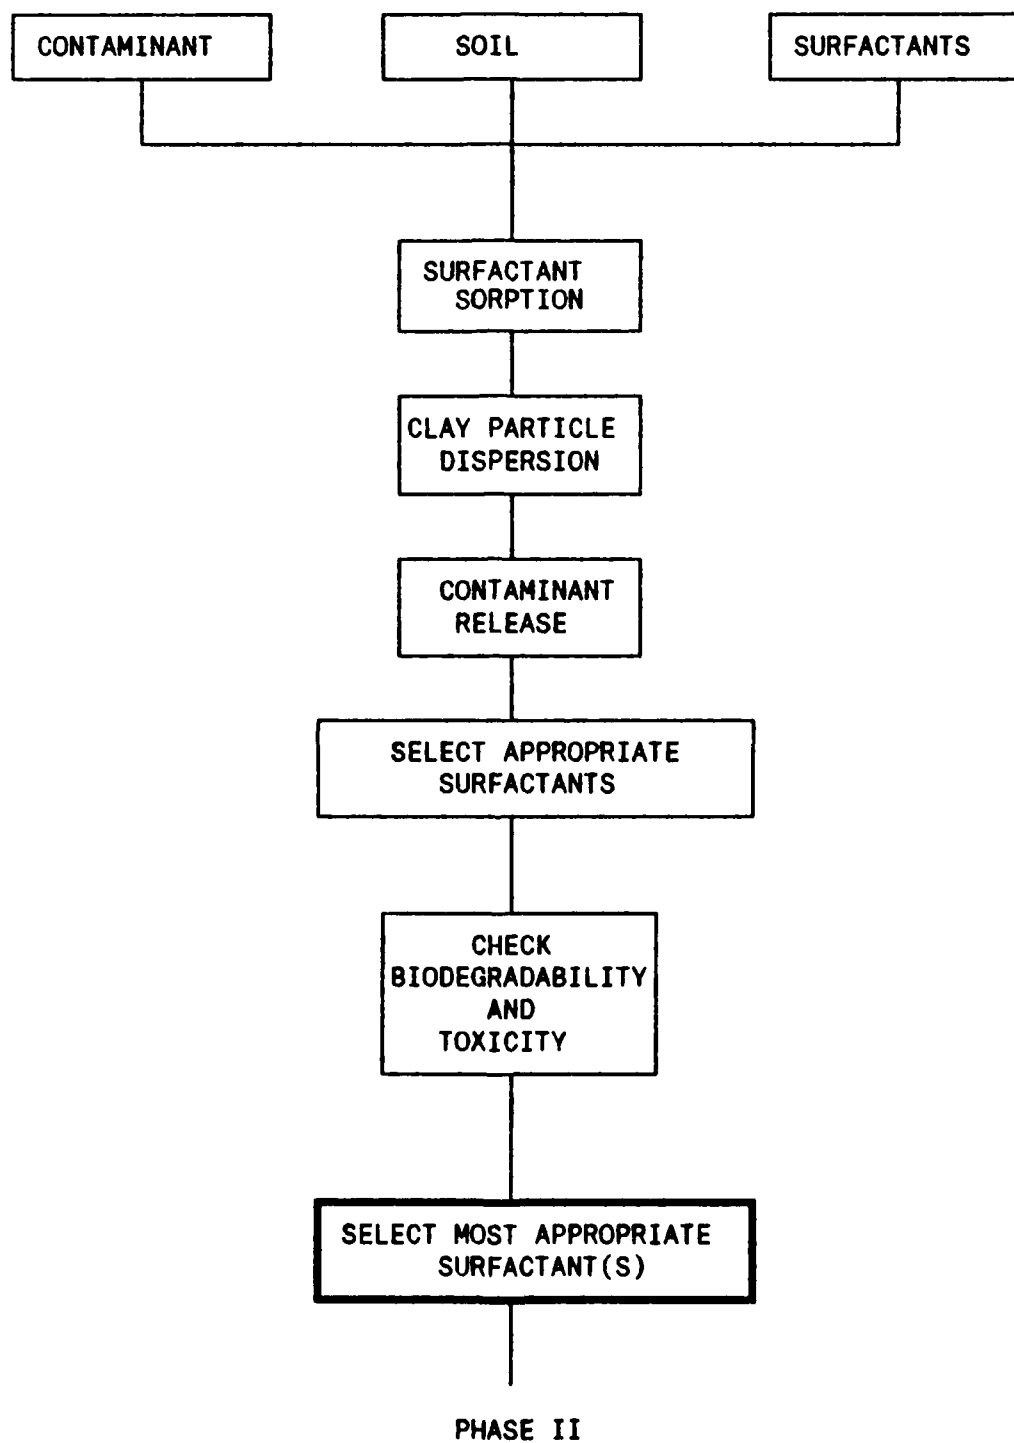 CONTAMINANT
SOIL
SURFACTANTS
SURFACTANT
SORPTION
CLAY PARTICLE
DISPERSION
CONTAMINANT
RELEASE
SELECT APPROPRIATE
SURFACTANTS
CHECK
BIODEGRADABILITY
AND
TOXICITY
SELECT MOST APPROPRIATE
SURFACTANT(S)
PHASE II